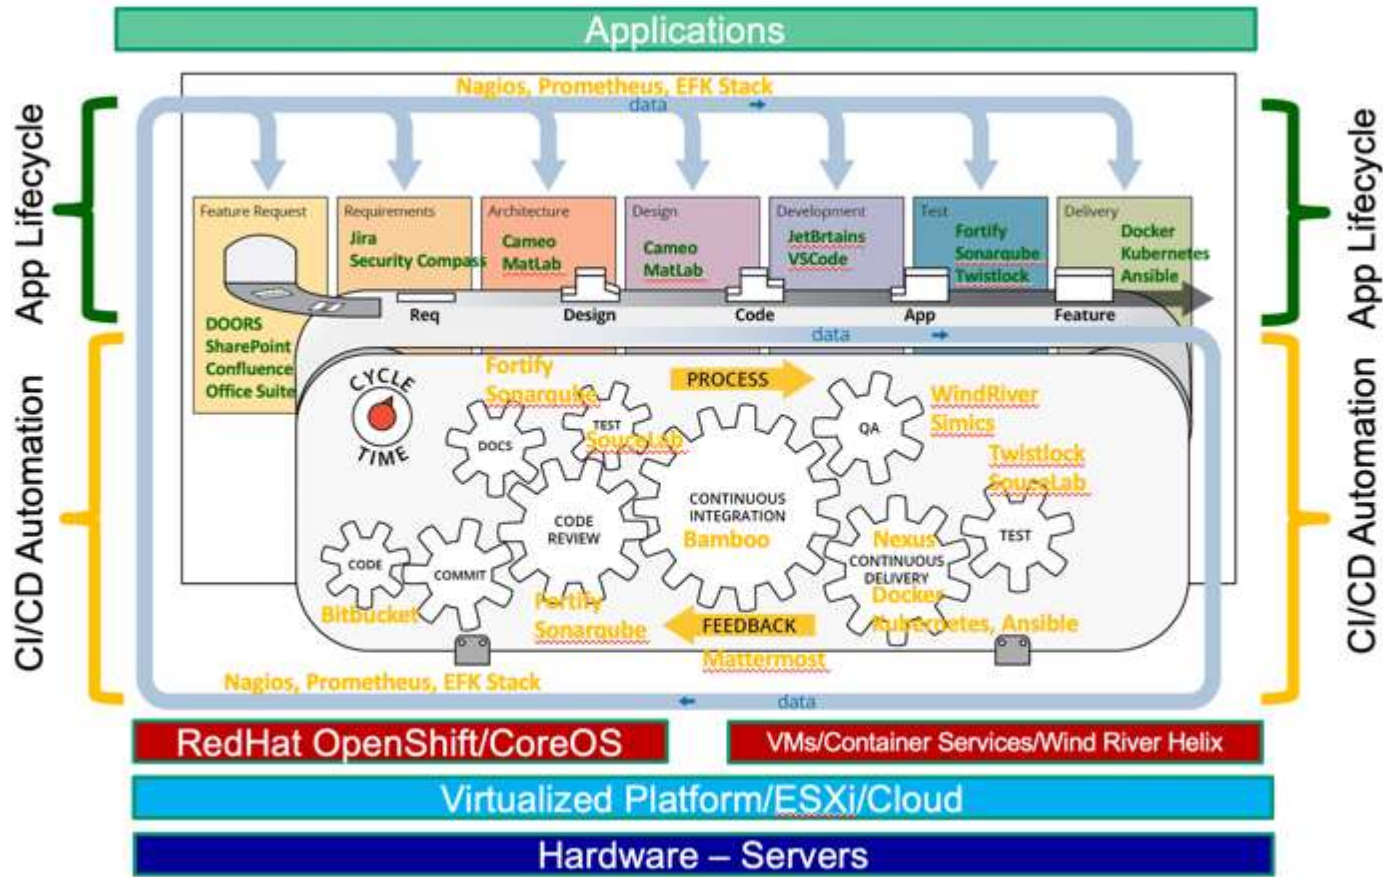 Applications
Nagios, Prometheus, EFK Stack
data
App Lifecycle
App Lifecycle
Feature Request
DOORS
SharePoint
Confluence
Office Suite
Requirements
Jira
Security Compass
Architecture
Cameo
MatLab
Design
Cameo
MatLab
Development
JetBrtains
VSCode
Test
Fortify
Sonarqube
Twistlock
Delivery
Docker
Kubernetes
Ansible
Req
Design
Code
App
Feature
data
CI/CD Automation
CI/CD Automation
CYCLE
TIME
Fortify
Sonarqube
DOCS
TEST
SouceLab
PROCESS
QA
WindRiver
Simics
Twistlock
SouceLab
CODE
COMMIT
Bitbucket
CODE
REVIEW
Fortify
Sonarqube
CONTINUOUS
INTEGRATION
Bamboo
Nexus
CONTINUOUS
DELIVERY
Docker
Kubernetes, Ansible
TEST
FEEDBACK
Mattermost
Nagios, Prometheus, EFK Stack
data
RedHat OpenShift/CoreOS
VMs/Container Services/Wind River Helix
Virtualized Platform/ESXi/Cloud
Hardware – Servers